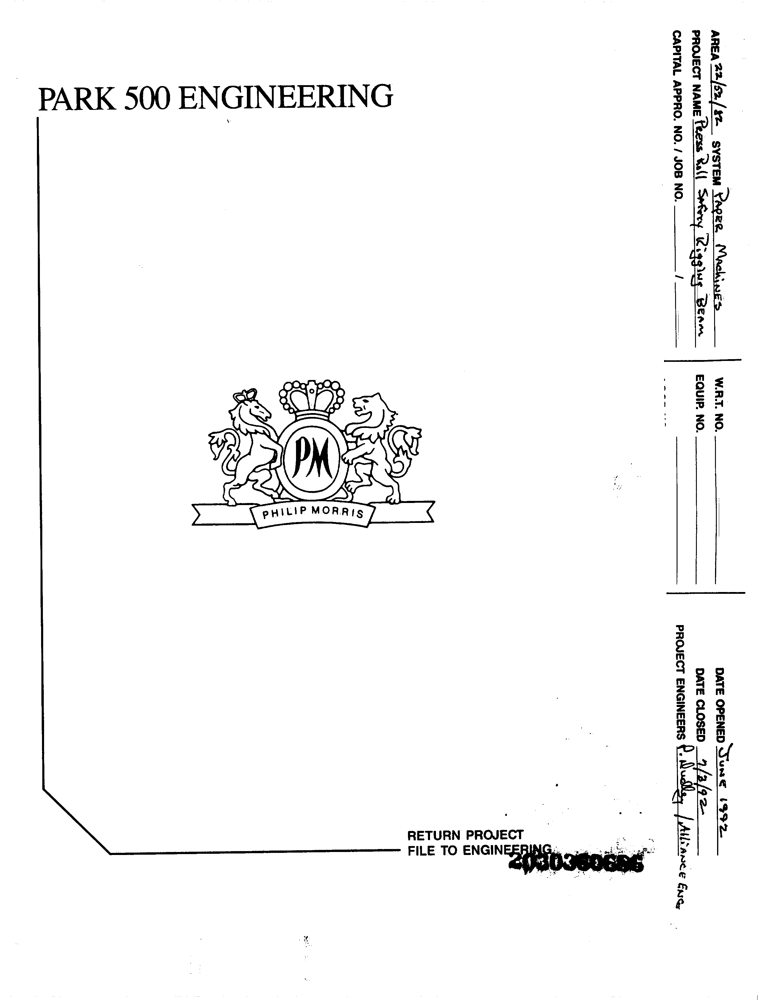 PARK 500 ENGINEERING
PM
PHILIP MORRIS
RETURN PROJECT
FILE TO ENGINEERING
2030360686
AREA 22/52/82 SYSTEM PAPER MACHINES
PROJECT NAME PRESS Roll SAFETY Rigging BEAM
CAPITAL APPRO. NO. / JOB NO. /
W.R.T. NO.
EQUIP. NO.
DATE OPENED JUNE 1992
DATE CLOSED 7/2/92
PROJECT ENGINEERS P. Dudley / Alliance Eng